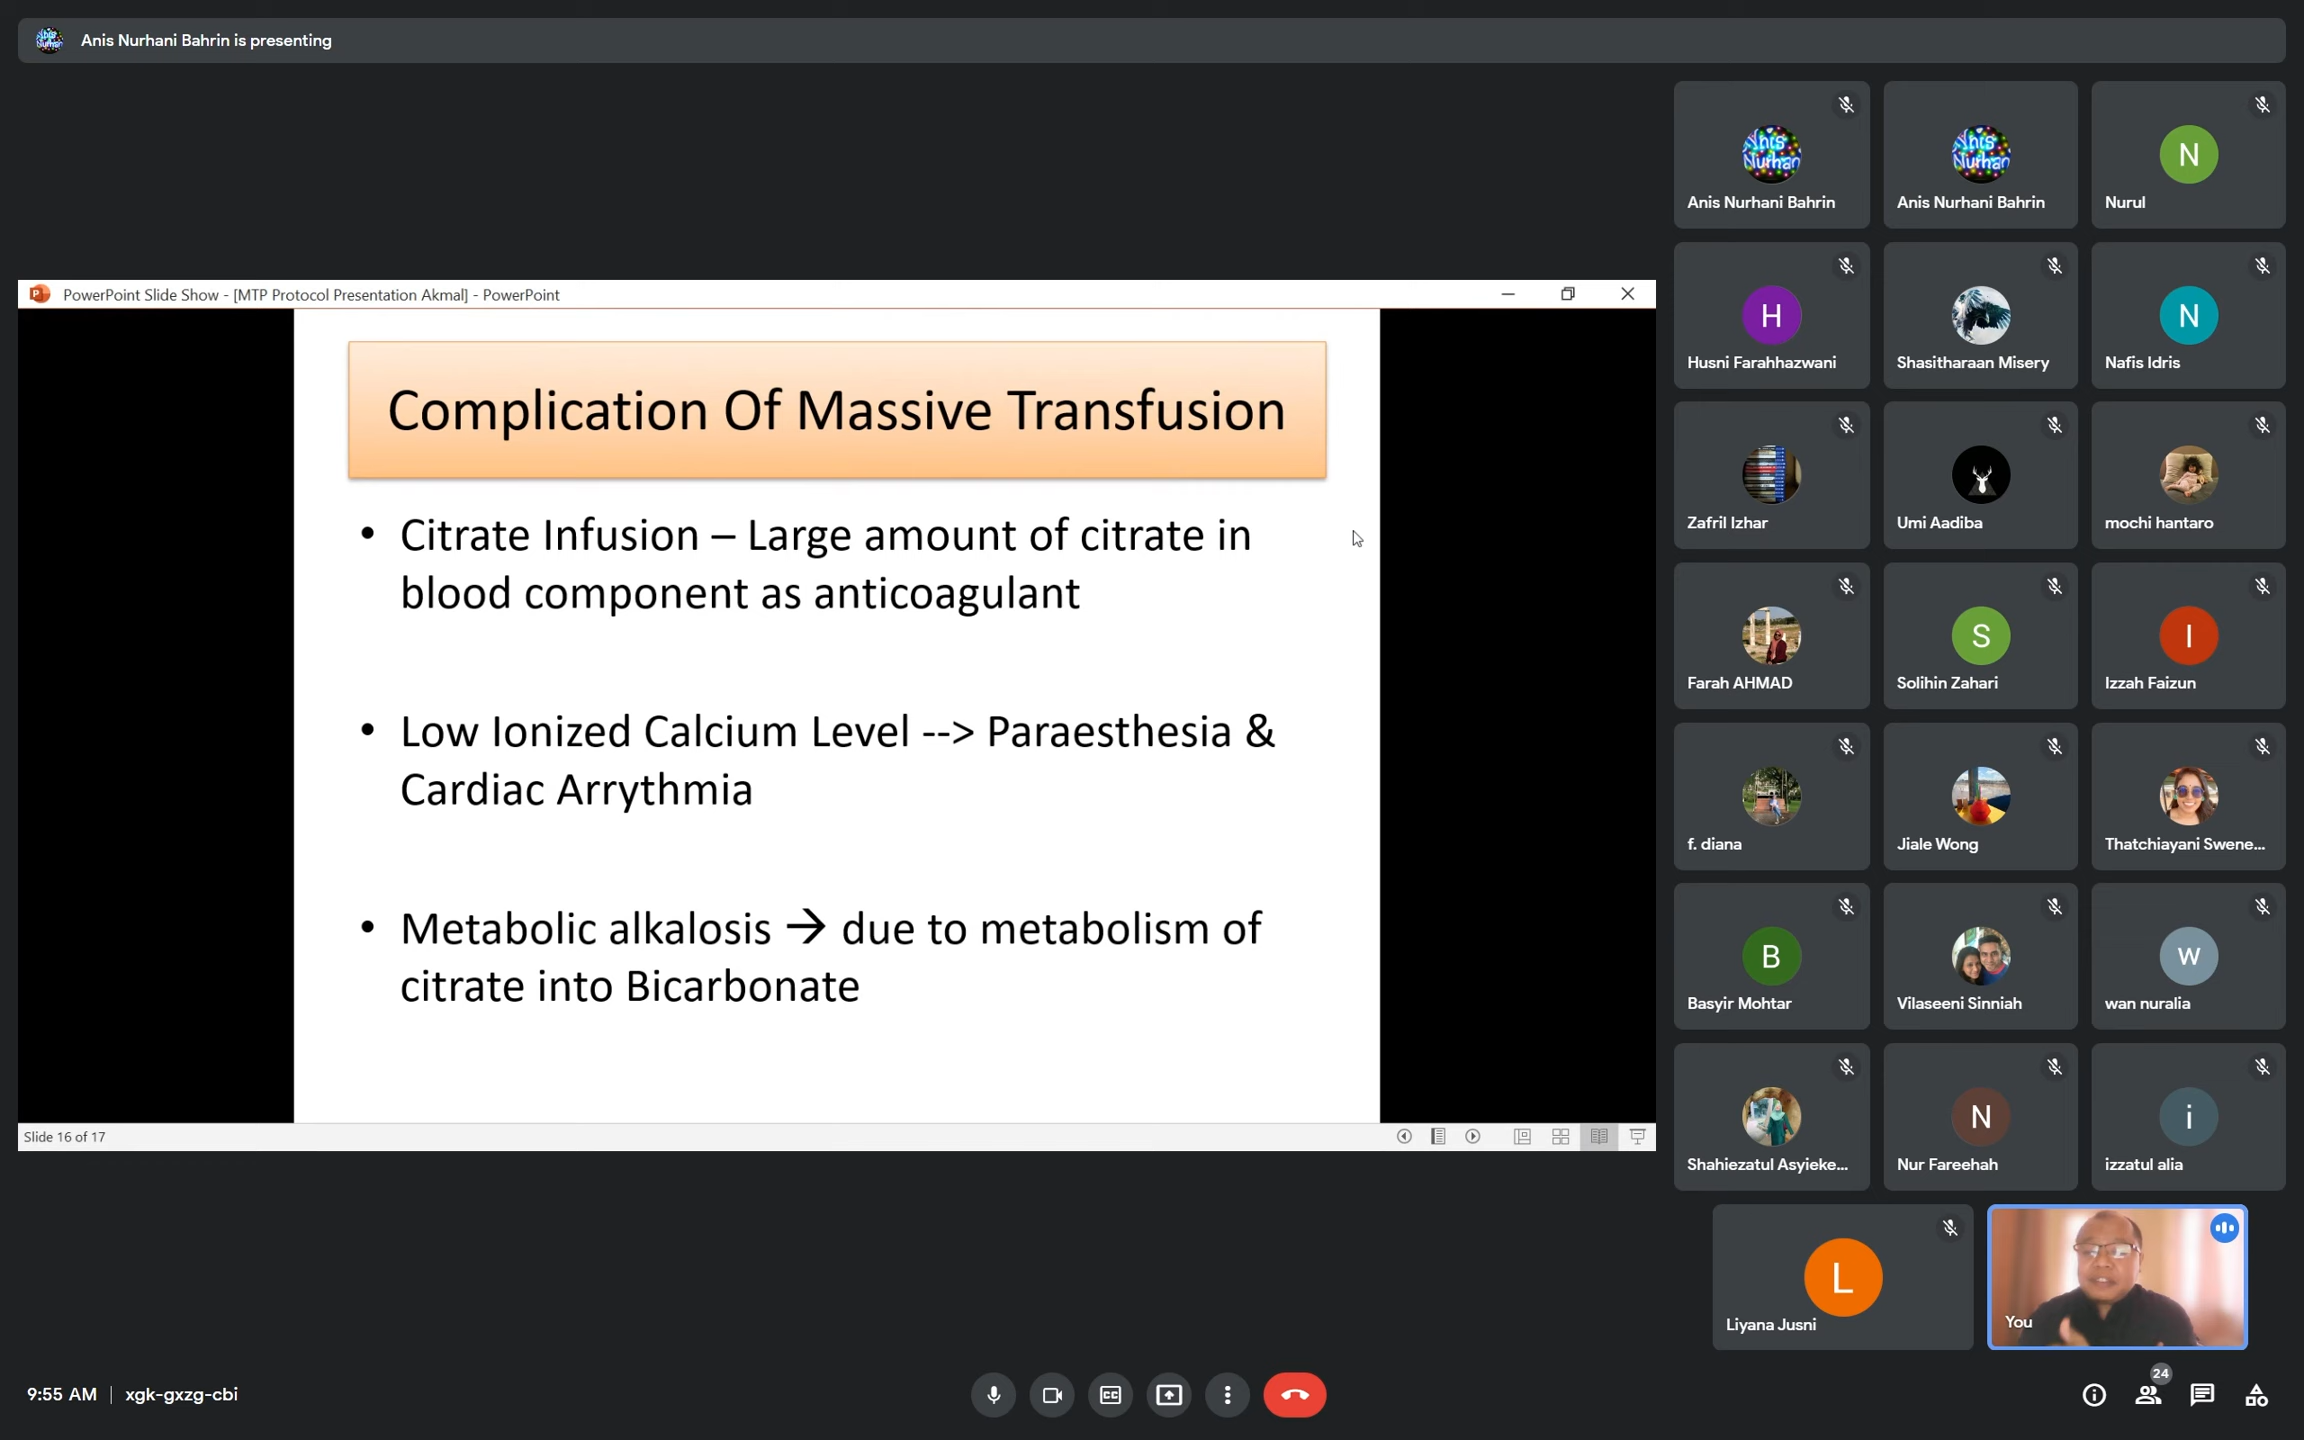 Anis Nurhani Bahrin is presenting
PowerPoint Slide Show - [MTP Protocol Presentation Akmal] - PowerPoint
Complication Of Massive Transfusion
• Citrate Infusion – Large amount of citrate in
blood component as anticoagulant
• Low Ionized Calcium Level --> Paraesthesia &
Cardiac Arrythmia
• Metabolic alkalosis → due to metabolism of
citrate into Bicarbonate
Slide 16 of 17
Anis Nurhani Bahrin
Anis Nurhani Bahrin
N
Nurul
H
Husni Farahhazwani
Shasitharaan Misery
N
Nafis Idris
Zafril Izhar
Umi Aadiba
mochi hantaro
Farah AHMAD
S
Solihin Zahari
I
Izzah Faizun
f. diana
Jiale Wong
Thatchiayani Swene...
B
Basyir Mohtar
Vilaseeni Sinniah
W
wan nuralia
Shahiezatul Asyieke...
N
Nur Fareehah
i
izzatul alia
L
Liyana Jusni
You
9:55 AM | xgk-gxzg-cbi
CC
24